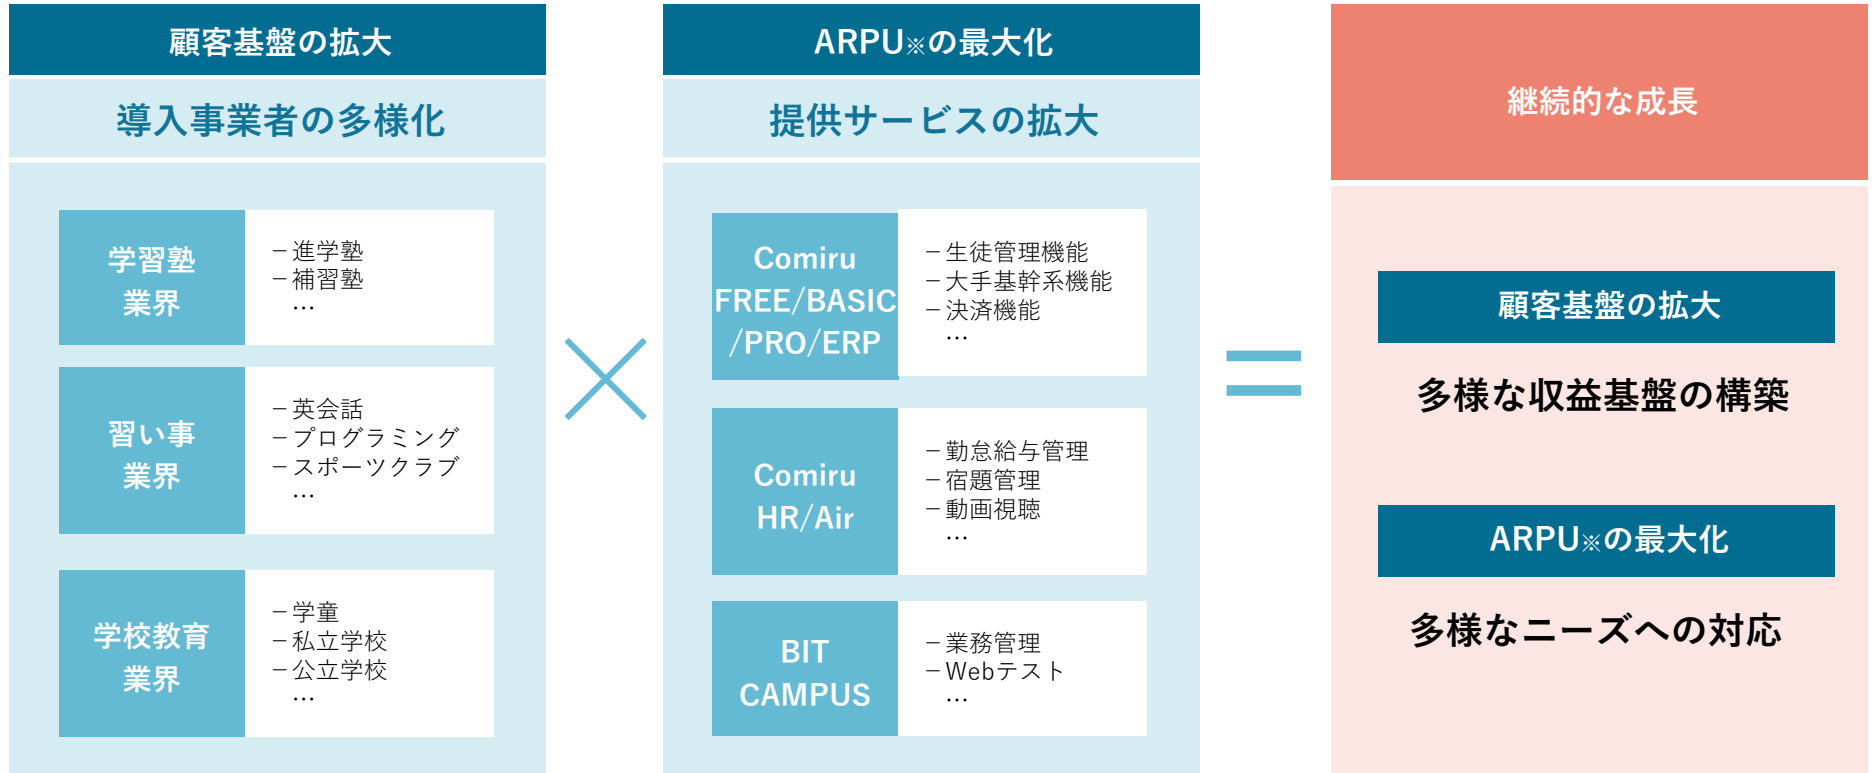 顧客基盤の拡大
導入事業者の多様化
学習塾
業界
－進学塾
－補習塾
…
習い事
業界
－英会話
－プログラミング
－スポーツクラブ
…
学校教育
業界
－学童
－私立学校
－公立学校
…
×
ARPU※の最大化
提供サービスの拡大
Comiru
FREE/BASIC
/PRO/ERP
－生徒管理機能
－大手基幹系機能
－決済機能
…
Comiru
HR/Air
－勤怠給与管理
－宿題管理
－動画視聴
…
BIT
CAMPUS
－業務管理
－Webテスト
…
＝
継続的な成長
顧客基盤の拡大
多様な収益基盤の構築
ARPU※の最大化
多様なニーズへの対応